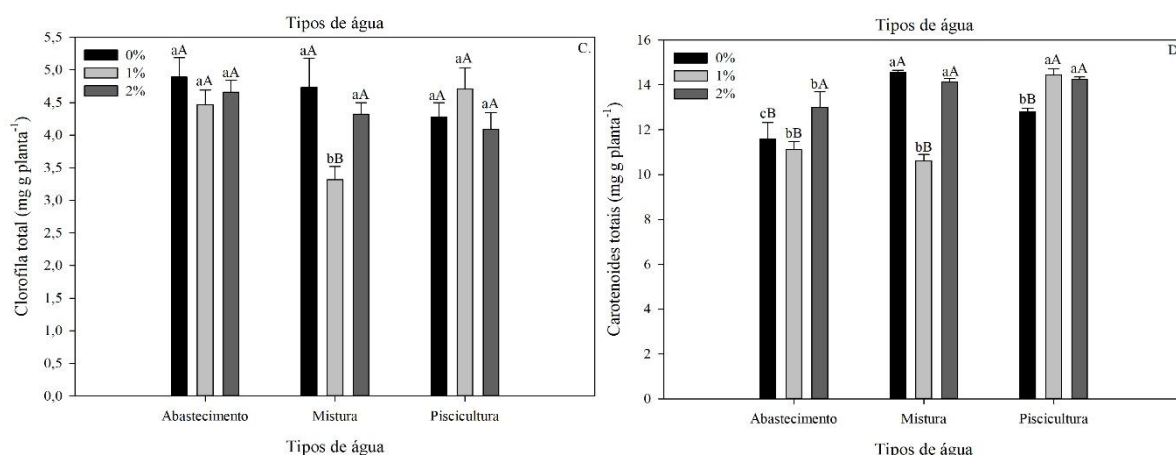 Tipos de água
C.
Clorofila total (mg g planta⁻¹)
5,5
5,0
4,5
4,0
3,5
3,0
2,5
2,0
1,5
1,0
0,5
0,0
0%
1%
2%
aA aA aA
aA bB aA
aA aA aA
Abastecimento Mistura Piscicultura
Tipos de água
Tipos de água
D
Carotenoides totais (mg g planta⁻¹)
16
14
12
10
8
6
4
2
0
0%
1%
2%
cB bB bA
aA bB aA
bB aA aA
Abastecimento Mistura Piscicultura
Tipos de água